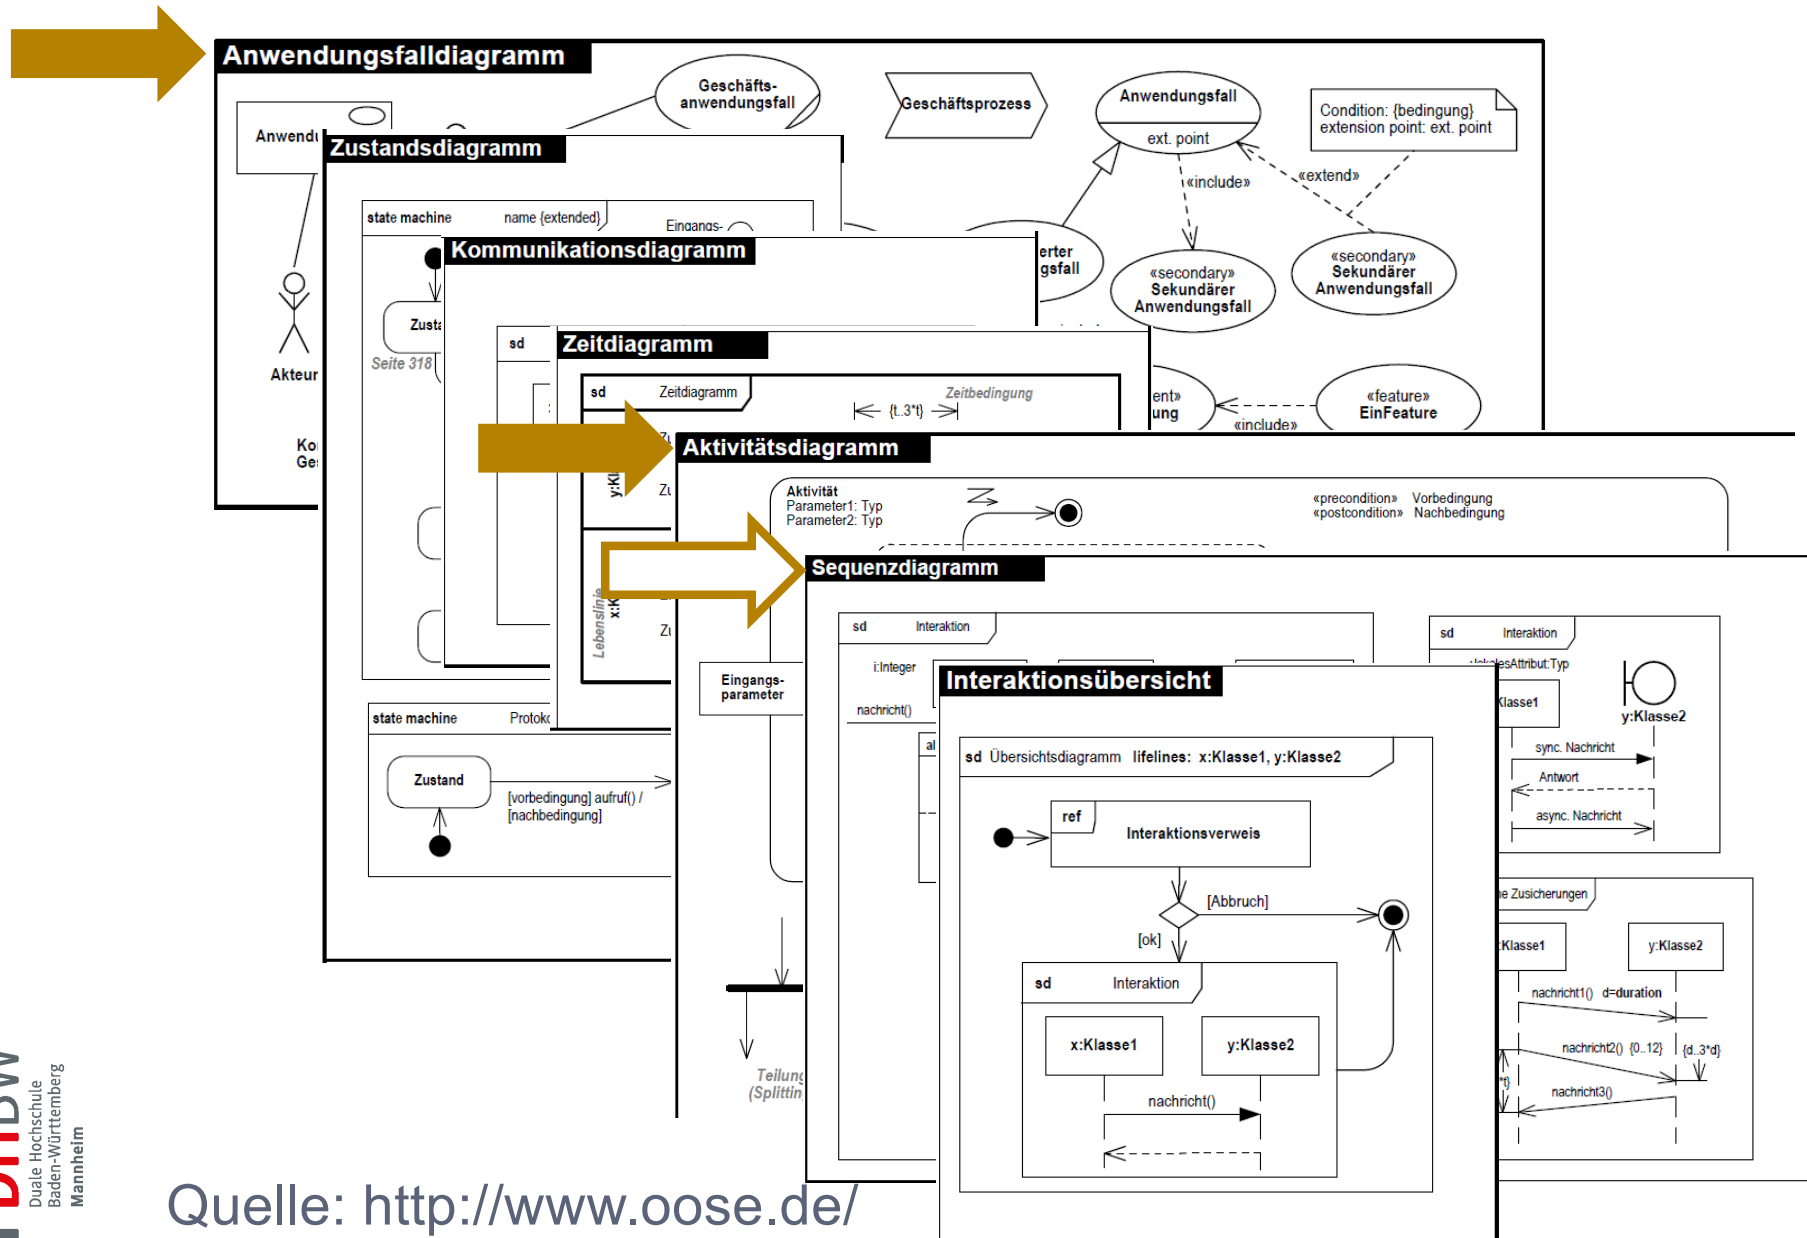 Anwendungsfalldiagramm
Geschäfts-
anwendungsfall
Geschäftsprozess
Anwendungsfall
ext. point
Condition: {bedingung}
extension point: ext. point
«include»
«extend»
«secondary»
Sekundärer
Anwendungsfall
«secondary»
Sekundärer
Anwendungsfall
erter
gsfall
Akteur
«include»
«feature»
EinFeature
Zustandsdiagramm
state machine name {extended}
Eingangs-
Seite 318
state machine
Zustand
[vorbedingung] aufruf() /
[nachbedingung]
Kommunikationsdiagramm
sd
Zeitdiagramm
sd Zeitdiagramm
Zeitbedingung
{t..3*t}
Lebenslinie
Aktivitätsdiagramm
Aktivität
Parameter1: Typ
Parameter2: Typ
«precondition» Vorbedingung
«postcondition» Nachbedingung
Eingangs-
parameter
Sequenzdiagramm
sd Interaktion
i:Integer
nachricht()
sd Interaktion
y:Klasse2
sync. Nachricht
Antwort
async. Nachricht
Zusicherungen
y:Klasse2
nachricht1() d=duration
nachricht2() {0..12} {d..3*d}
nachricht3()
Interaktionsübersicht
sd Übersichtsdiagramm lifelines: x:Klasse1, y:Klasse2
ref
Interaktionsverweis
[Abbruch]
[ok]
sd Interaktion
x:Klasse1 y:Klasse2
nachricht()
Duale Hochschule
Baden-Württemberg
Mannheim
Quelle: http://www.oose.de/